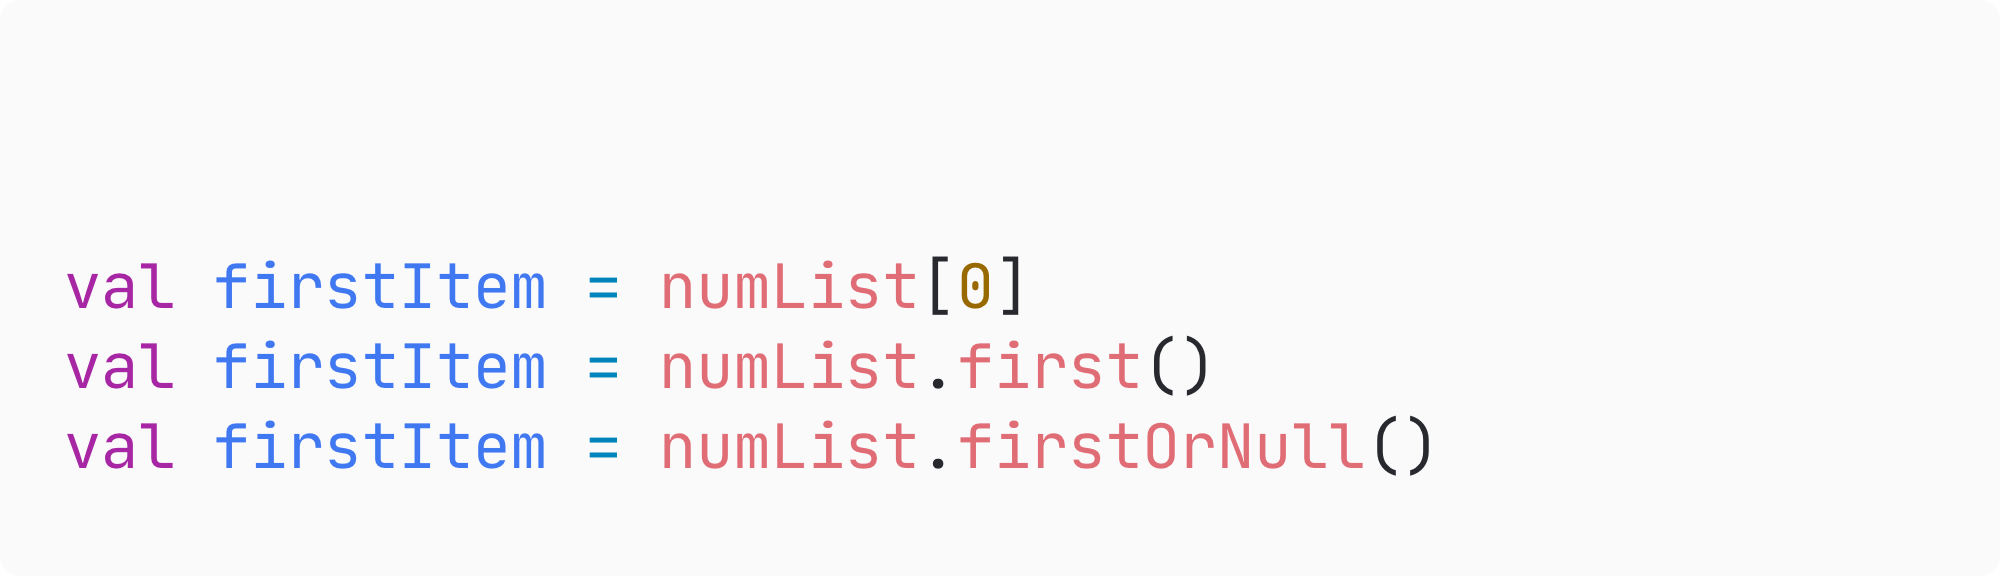 val firstItem = numList[0]
val firstItem = numList.first()
val firstItem = numList.firstOrNull()